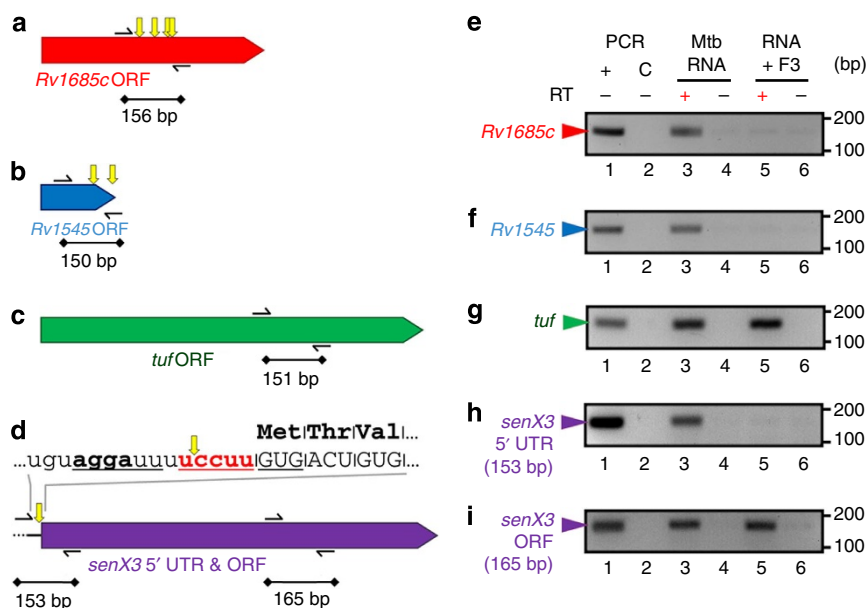 a
Rv1685c ORF
156 bp
b
Rv1545 ORF
150 bp
c
tuf ORF
151 bp
d
Met|Thr|Val|...
...uguaggauuuuccuu|GUG|ACU|GUG|...
senX3 5′ UTR & ORF
153 bp
165 bp
e
PCR Mtb RNA RNA + F3 (bp)
+ C
RT – – + – + –
Rv1685c
200
100
1 2 3 4 5 6
f
Rv1545
200
100
1 2 3 4 5 6
g
tuf
200
100
1 2 3 4 5 6
h
senX3
5′ UTR
(153 bp)
200
100
1 2 3 4 5 6
i
senX3
ORF
(165 bp)
200
100
1 2 3 4 5 6